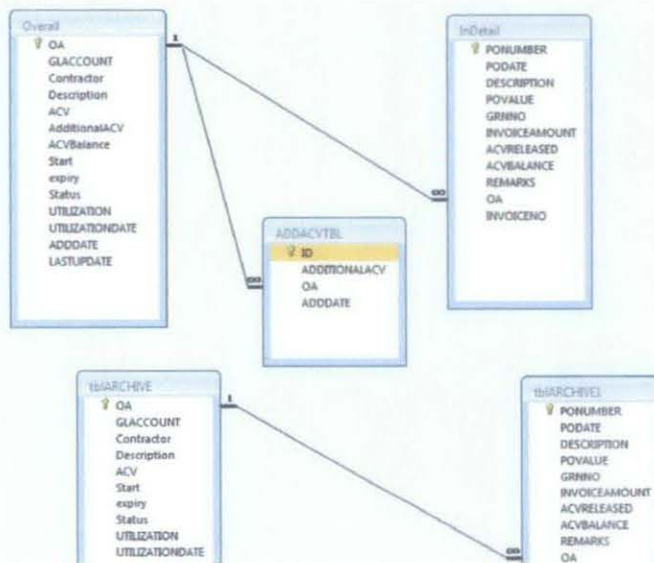 Overall
OA
GLACCOUNT
Contractor
Description
ACV
AdditionalACV
ACVBalance
Start
expiry
Status
UTILIZATION
UTILIZATIONDATE
ADDDATE
LASTUPDATE
1
InDetail
PONUMBER
PODATE
DESCRIPTION
POVALUE
GRNNO
INVOICEAMOUNT
ACVRELEASED
ACVBALANCE
REMARKS
OA
INVOICENO
∞
ADDACVTBL
ID
ADDITIONALACV
OA
ADDDATE
∞
tblARCHIVE
OA
GLACCOUNT
Contractor
Description
ACV
Start
expiry
Status
UTILIZATION
UTILIZATIONDATE
1
tblARCHIVE1
PONUMBER
PODATE
DESCRIPTION
POVALUE
GRNNO
INVOICEAMOUNT
ACVRELEASED
ACVBALANCE
REMARKS
OA
∞